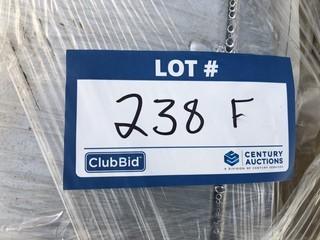 LOT #
238 F
ClubBid
CENTURY
AUCTIONS
A DIVISION OF CENTURY SERVICES